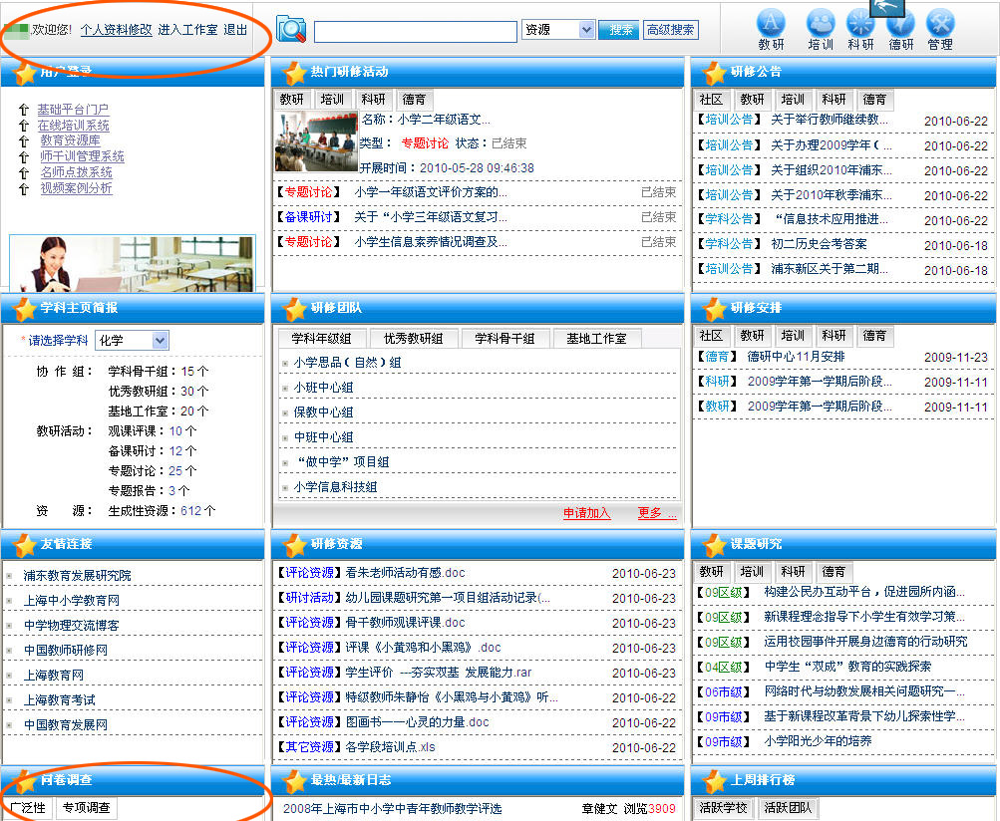 ,欢迎您! 个人资料修改 进入工作室 退出
资源 搜索 高级搜索
教研 培训 科研 德研 管理
用户登录
基础平台门户
在线培训系统
教育资源库
师干训管理系统
名师点拨系统
视频案例分析
热门研修活动
教研 培训 科研 德育
名称：小学二年级语文...
类型： 专题讨论 状态：已结束
开展时间：2010-05-28 09:46:38
【专题讨论】 小学一年级语文评价方案的... 已结束
【备课研讨】 关于“小学三年级语文复习... 已结束
【专题讨论】 小学生信息素养情况调查及... 已结束
研修公告
社区 教研 培训 科研 德育
【培训公告】 关于举行教师继续教... 2010-06-22
【培训公告】 关于办理2009学年（... 2010-06-22
【培训公告】 关于组织2010年浦东... 2010-06-22
【培训公告】 关于2010年秋季浦东... 2010-06-22
【学科公告】 “信息技术应用推进... 2010-06-22
【学科公告】 初二历史会考答案 2010-06-18
【培训公告】 浦东新区关于第二期... 2010-06-18
学科主页简报
*请选择学科 化学
协 作 组： 学科骨干组：15 个
优秀教研组：30 个
基地工作室：20 个
教研活动： 观课评课：10 个
备课研讨：12 个
专题讨论：25 个
专题报告：3 个
资 源： 生成性资源：612 个
研修团队
学科年级组 优秀教研组 学科骨干组 基地工作室
小学思品（自然）组
小班中心组
保教中心组
中班中心组
“做中学”项目组
小学信息科技组
申请加入 更多 ...
研修安排
社区 教研 培训 科研 德育
【德育】 德研中心11月安排 2009-11-23
【科研】 2009学年第一学期后阶段... 2009-11-11
【教研】 2009学年第一学期后阶段... 2009-11-11
友情连接
浦东教育发展研究院
上海中小学教育网
中学物理交流博客
中国教师研修网
上海教育网
上海教育考试
中国教育发展网
研修资源
【评论资源】看朱老师活动有感.doc 2010-06-23
【研讨活动】幼儿园课题研究第一项目组活动记录(... 2010-06-23
【评论资源】骨干教师观课评课.doc 2010-06-23
【评论资源】评课《小黄鸡和小黑鸡》.doc 2010-06-23
【评论资源】学生评价 ---夯实双基 发展能力.rar 2010-06-23
【评论资源】特级教师朱静怡《小黑鸡与小黄鸡》听... 2010-06-22
【评论资源】图画书——心灵的力量.doc 2010-06-22
【其它资源】各学段培训点.xls 2010-06-22
课题研究
教研 培训 科研 德育
【09区级】 构建公民办互动平台，促进园所内涵...
【09区级】 新课程理念指导下小学生有效学习策...
【09区级】 运用校园事件开展身边德育的行动研究
【04区级】 中学生“双成”教育的实践探索
【06市级】 网络时代与幼教发展相关问题研究—...
【09市级】 基于新课程改革背景下幼儿探索性学...
【09市级】 小学阳光少年的培养
问卷调查
广泛性 专项调查
最热/最新日志
2008年上海市中小学中青年教师教学评选 章健文 浏览3909
上周排行榜
活跃学校 活跃团队